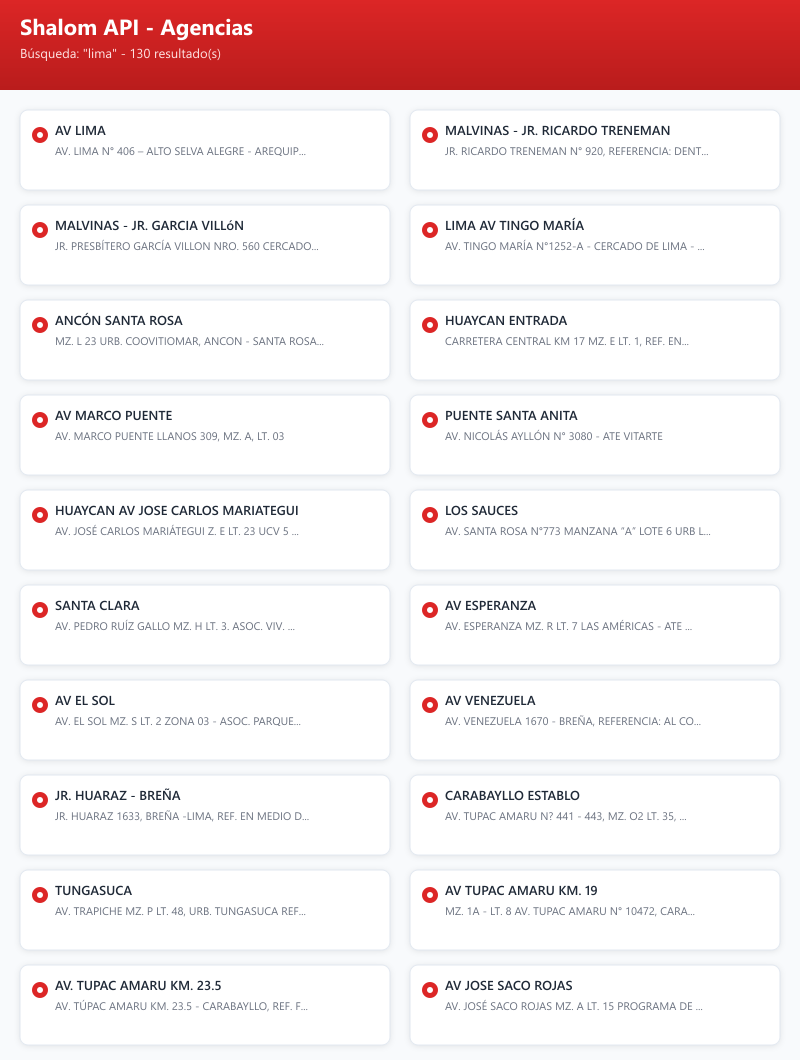 Shalom API - Agencias
Búsqueda: "lima" - 130 resultado(s)
AV LIMA
AV. LIMA N° 406 – ALTO SELVA ALEGRE - AREQUIP...
MALVINAS - JR. RICARDO TRENEMAN
JR. RICARDO TRENEMAN N° 920, REFERENCIA: DENT...
MALVINAS - JR. GARCIA VILLóN
JR. PRESBÍTERO GARCÍA VILLON NRO. 560 CERCADO...
LIMA AV TINGO MARÍA
AV. TINGO MARÍA N°1252-A - CERCADO DE LIMA - ...
ANCÓN SANTA ROSA
MZ. L 23 URB. COOVITIOMAR, ANCON - SANTA ROSA...
HUAYCAN ENTRADA
CARRETERA CENTRAL KM 17 MZ. E LT. 1, REF. EN...
AV MARCO PUENTE
AV. MARCO PUENTE LLANOS 309, MZ. A, LT. 03
PUENTE SANTA ANITA
AV. NICOLÁS AYLLÓN N° 3080 - ATE VITARTE
HUAYCAN AV JOSE CARLOS MARIATEGUI
AV. JOSÉ CARLOS MARIÁTEGUI Z. E LT. 23 UCV 5 ...
LOS SAUCES
AV. SANTA ROSA N°773 MANZANA “A” LOTE 6 URB L...
SANTA CLARA
AV. PEDRO RUÍZ GALLO MZ. H LT. 3. ASOC. VIV. ...
AV ESPERANZA
AV. ESPERANZA MZ. R LT. 7 LAS AMÉRICAS - ATE ...
AV EL SOL
AV. EL SOL MZ. S LT. 2 ZONA 03 - ASOC. PARQUE...
AV VENEZUELA
AV. VENEZUELA 1670 - BREÑA, REFERENCIA: AL CO...
JR. HUARAZ - BREÑA
JR. HUARAZ 1633, BREÑA -LIMA, REF. EN MEDIO D...
CARABAYLLO ESTABLO
AV. TUPAC AMARU N? 441 - 443, MZ. O2 LT. 35, ...
TUNGASUCA
AV. TRAPICHE MZ. P LT. 48, URB. TUNGASUCA REF...
AV TUPAC AMARU KM. 19
MZ. 1A - LT. 8 AV. TUPAC AMARU N° 10472, CARA...
AV. TUPAC AMARU KM. 23.5
AV. TÚPAC AMARU KM. 23.5 - CARABAYLLO, REF. F...
AV JOSE SACO ROJAS
AV. JOSÉ SACO ROJAS MZ. A LT. 15 PROGRAMA DE ...